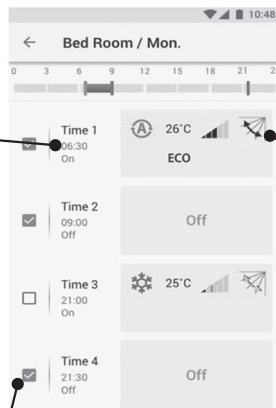 10:48
Bed Room / Mon.
0 3 6 9 12 15 18 21 2
Time 1
06:30
On
A 26°C
ECO
Time 2
09:00
Off
Off
Time 3
21:00
On
25°C
Time 4
21:30
Off
Off